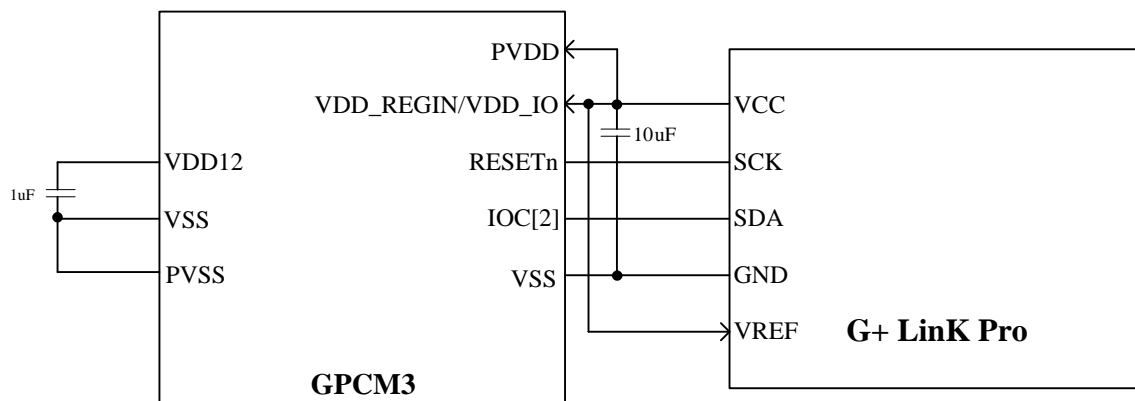 PVDD
VDD_REGIN/VDD_IO
VCC
10uF
VDD12
RESETn
SCK
1uF
VSS
IOC[2]
SDA
PVSS
VSS
GND
VREF
G+ LinK Pro
GPCM3